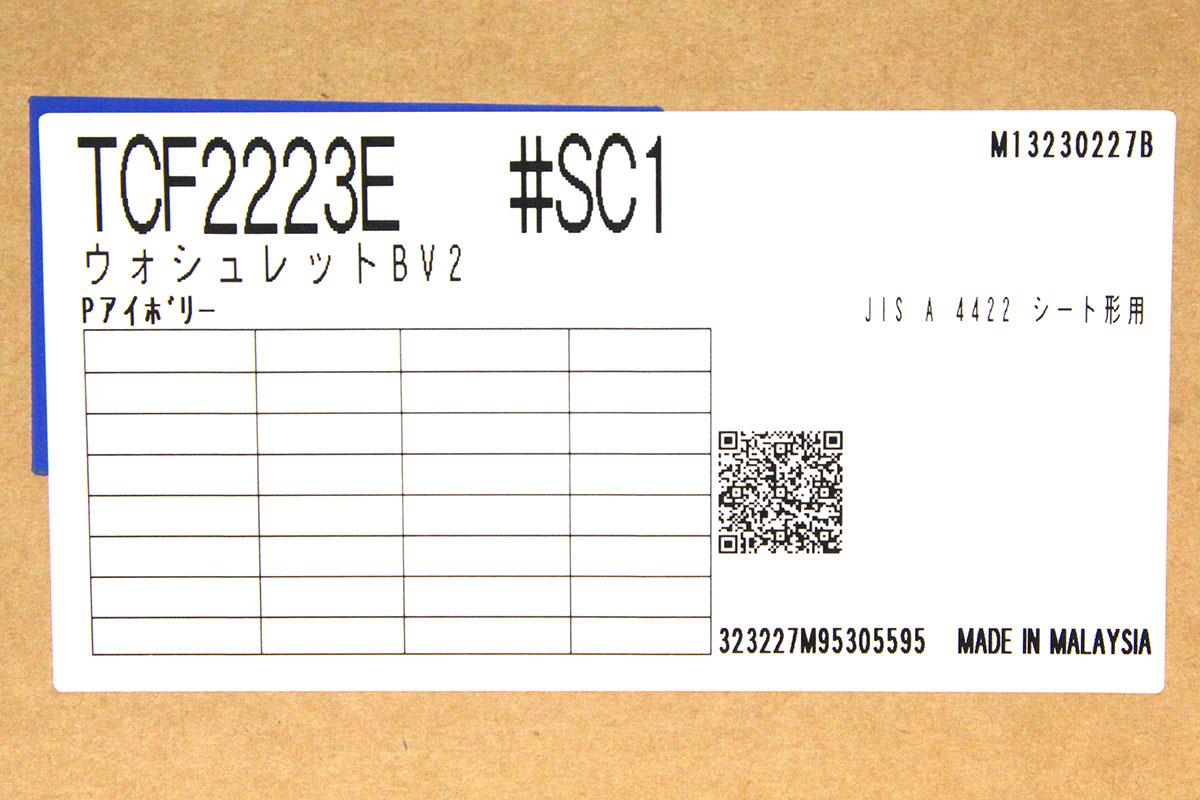 TCF2223E #SC1
M13230227B
ウォシュレットBV2
Pアイボリー
JIS A 4422 シート形用
323227M95305595 MADE IN MALAYSIA